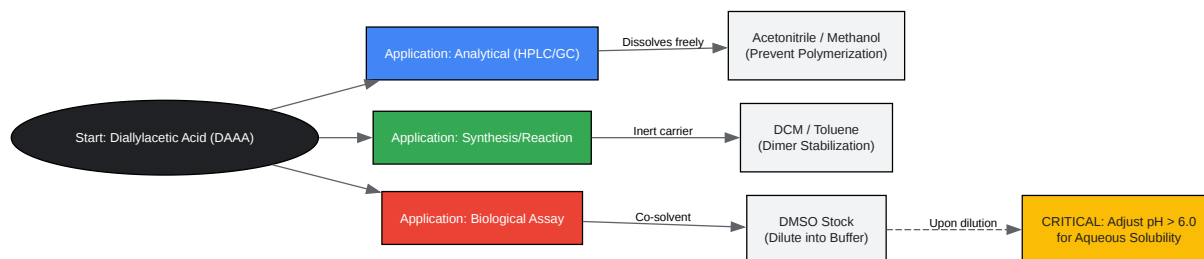 Start: Diallylacetic Acid (DAAA)
Application: Analytical (HPLC/GC)
Dissolves freely
Acetonitrile / Methanol
(Prevent Polymerization)
Application: Synthesis/Reaction
Inert carrier
DCM / Toluene
(Dimer Stabilization)
Application: Biological Assay
Co-solvent
DMSO Stock
(Dilute into Buffer)
Upon dilution
CRITICAL: Adjust pH > 6.0
for Aqueous Solubility